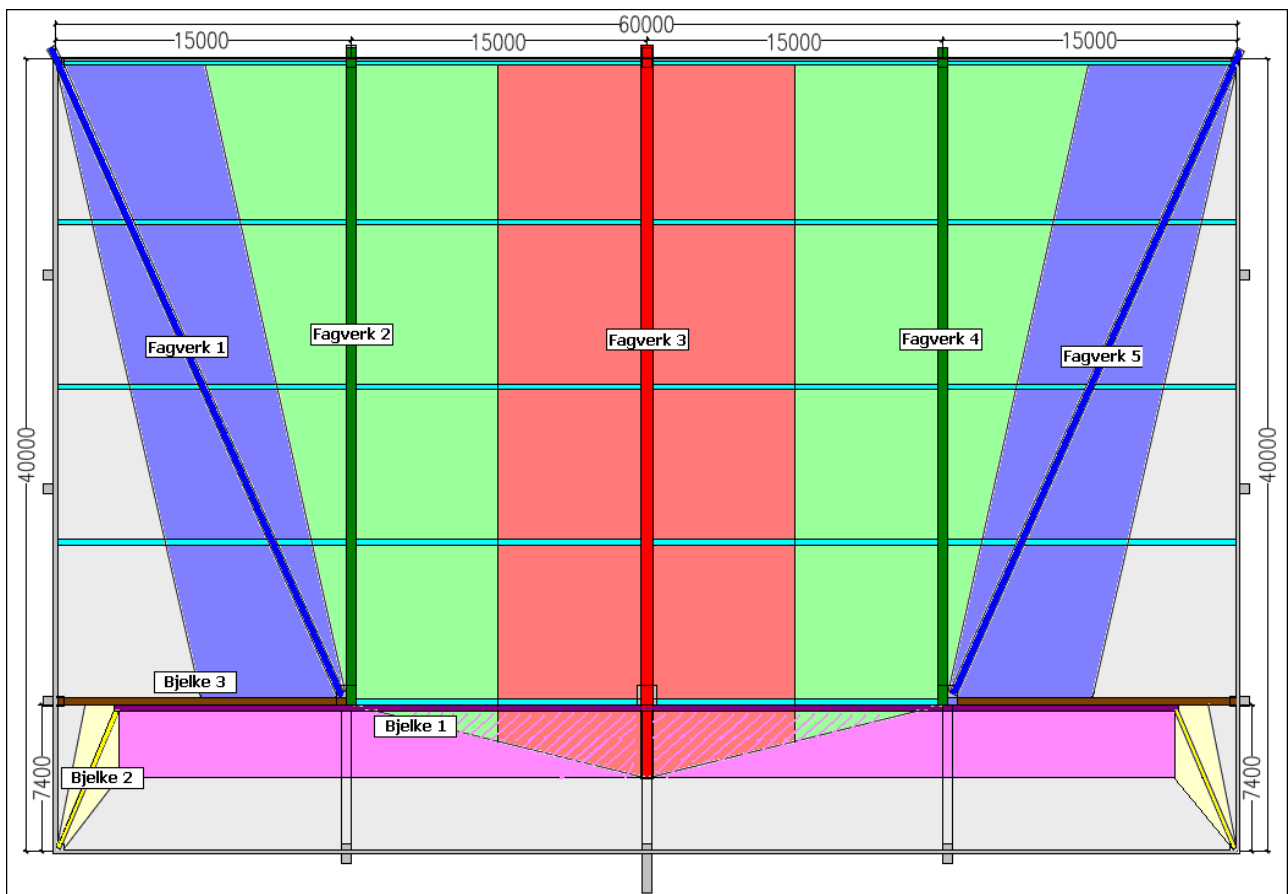 60000
15000
15000
15000
15000
Fagverk 1
Fagverk 2
Fagverk 3
Fagverk 4
Fagverk 5
40000
40000
Bjelke 3
Bjelke 1
Bjelke 2
7400
7400